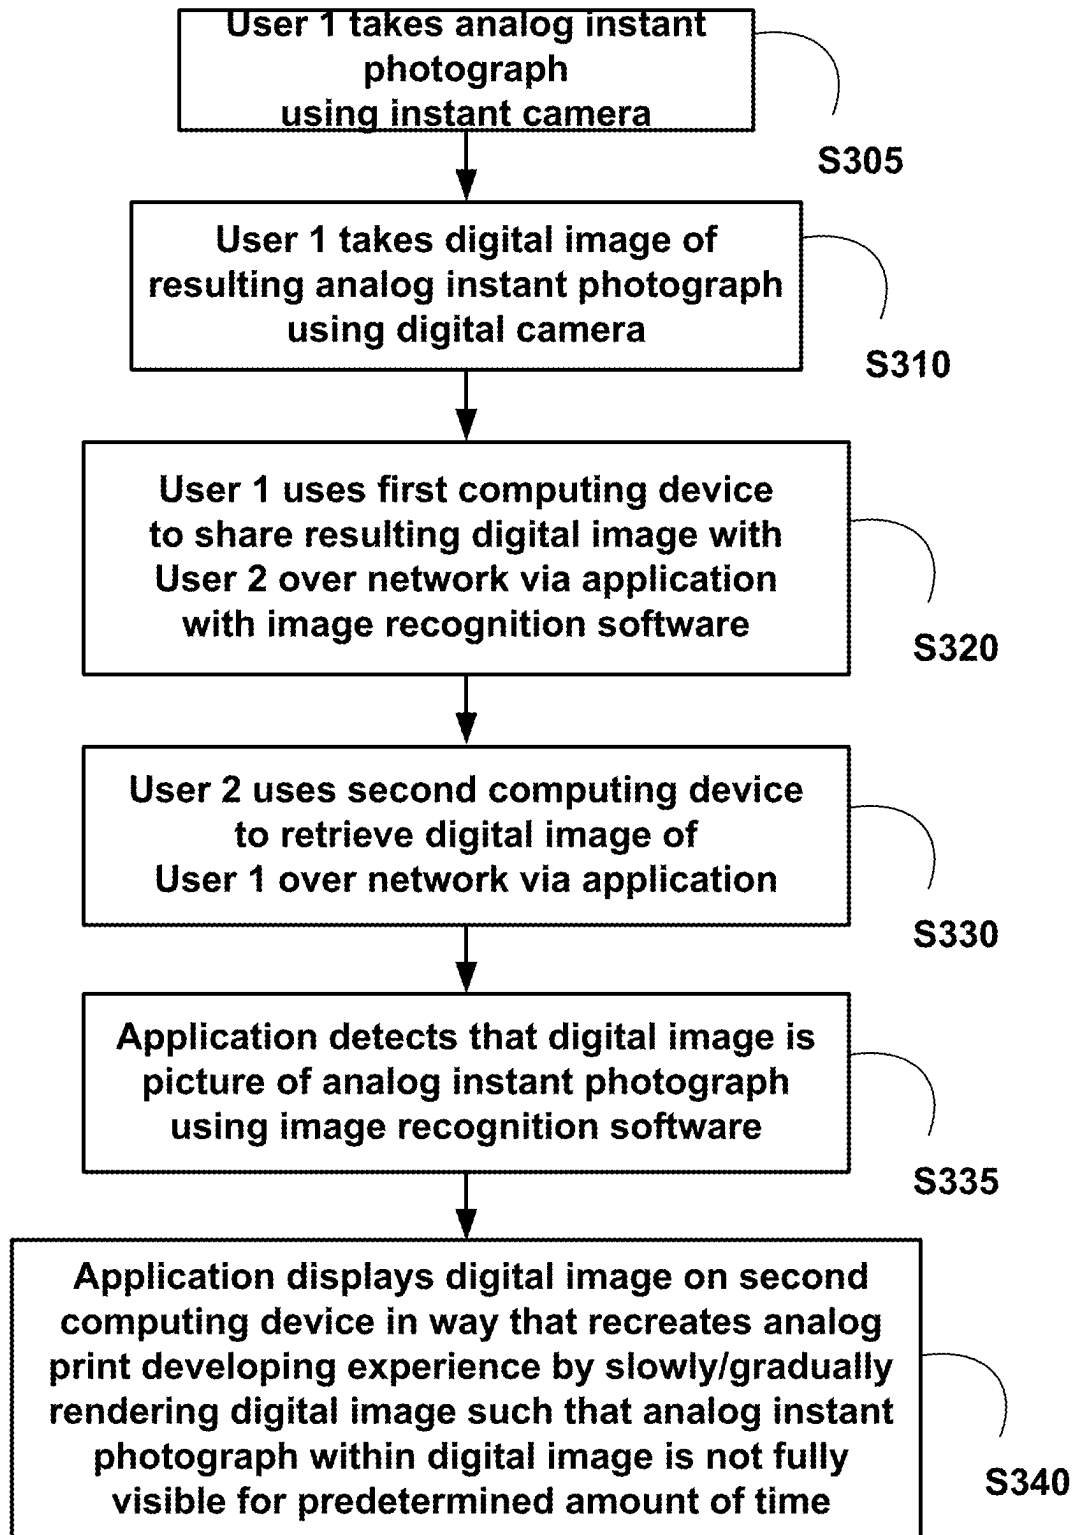 User 1 takes analog instant
photograph
using instant camera
S305
User 1 takes digital image of
resulting analog instant photograph
using digital camera
S310
User 1 uses first computing device
to share resulting digital image with
User 2 over network via application
with image recognition software
S320
User 2 uses second computing device
to retrieve digital image of
User 1 over network via application
S330
Application detects that digital image is
picture of analog instant photograph
using image recognition software
S335
Application displays digital image on second
computing device in way that recreates analog
print developing experience by slowly/gradually
rendering digital image such that analog instant
photograph within digital image is not fully
visible for predetermined amount of time
S340